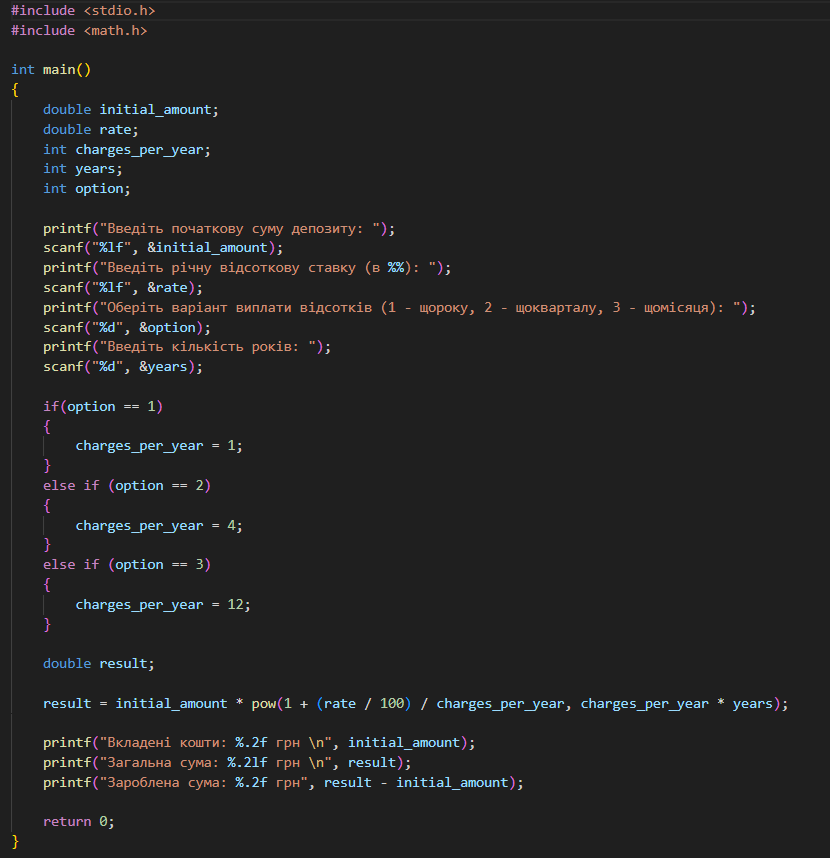 #include <stdio.h>
#include <math.h>
int main()
{
double initial_amount;
double rate;
int charges_per_year;
int years;
int option;
printf("Введіть початкову суму депозиту: ");
scanf("%lf", &initial_amount);
printf("Введіть річну відсоткову ставку (в %%): ");
scanf("%lf", &rate);
printf("Оберіть варіант виплати відсотків (1 - щороку, 2 - щокварталу, 3 - щомісяця): ");
scanf("%d", &option);
printf("Введіть кількість років: ");
scanf("%d", &years);
if(option == 1)
{
charges_per_year = 1;
}
else if (option == 2)
{
charges_per_year = 4;
}
else if (option == 3)
{
charges_per_year = 12;
}
double result;
result = initial_amount * pow(1 + (rate / 100) / charges_per_year, charges_per_year * years);
printf("Вкладені кошти: %.2f грн \n", initial_amount);
printf("Загальна сума: %.2lf грн \n", result);
printf("Зароблена сума: %.2f грн", result - initial_amount);
return 0;
}